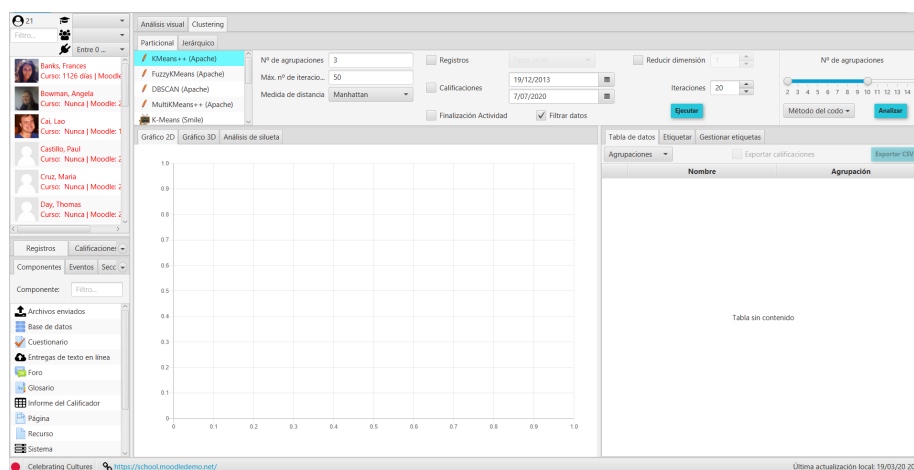 21
Filtro...
Entre 0 ...
Banks, Frances
Curso: 1126 días | Moodle
Bowman, Angela
Curso: Nunca | Moodle: 2
Cai, Lao
Curso: Nunca | Moodle: 1
Castillo, Paul
Curso: Nunca | Moodle: 2
Cruz, Maria
Curso: Nunca | Moodle: 2
Day, Thomas
Curso: Nunca | Moodle: 2
Registros Calificaciones
Componentes Eventos Secc
Componente: Filtro...
Archivos enviados
Base de datos
Cuestionario
Entregas de texto en línea
Foro
Glosario
Informe del Calificador
Página
Recurso
Sistema
Análisis visual Clustering
Particional Jerárquico
KMeans++ (Apache)
FuzzyKMeans (Apache)
DBSCAN (Apache)
MultiKMeans++ (Apache)
K-Means (Smile)
Nº de agrupaciones 3
Máx. nº de iteracio... 50
Medida de distancia Manhattan
Registros
Calificaciones
19/12/2013
7/07/2020
Finalización Actividad Filtrar datos
Reducir dimensión 1
Iteraciones 20
Ejecutar
Nº de agrupaciones
2 3 4 5 6 7 8 9 10 11 12 13 14
Método del codo Analizar
Gráfico 2D Gráfico 3D Análisis de silueta
1.0
0.9
0.8
0.7
0.6
0.5
0.4
0.3
0.2
0.1
0
0 0.1 0.2 0.3 0.4 0.5 0.6 0.7 0.8 0.9 1.0
Tabla de datos Etiquetar Gestionar etiquetas
Agrupaciones Exportar calificaciones Exportar CSV
Nombre Agrupación
Tabla sin contenido
Celebrating Cultures https://school.moodledemo.net/ Última actualización local: 19/03/20 20